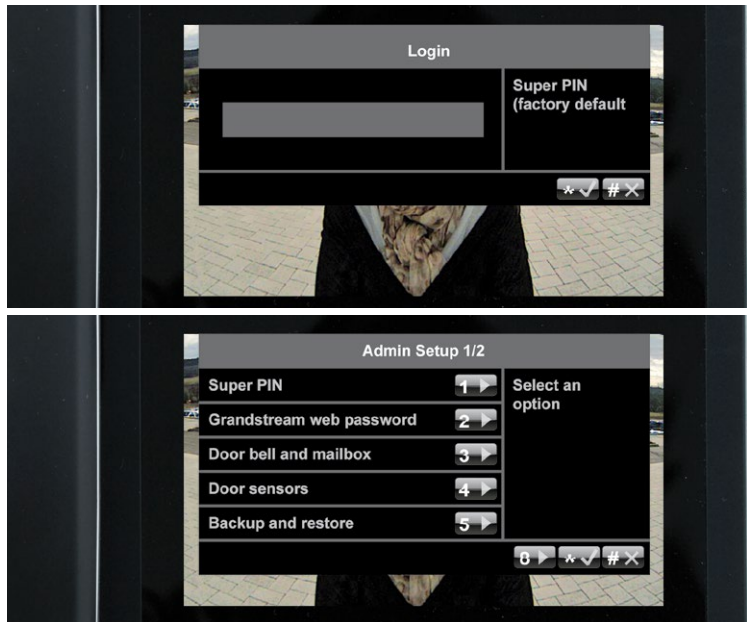 Login
Super PIN
(factory default
* ✓ # ×
Admin Setup 1/2
Super PIN 1
Select an
option
Grandstream web password 2
Door bell and mailbox 3
Door sensors 4
Backup and restore 5
8 * ✓ # ×